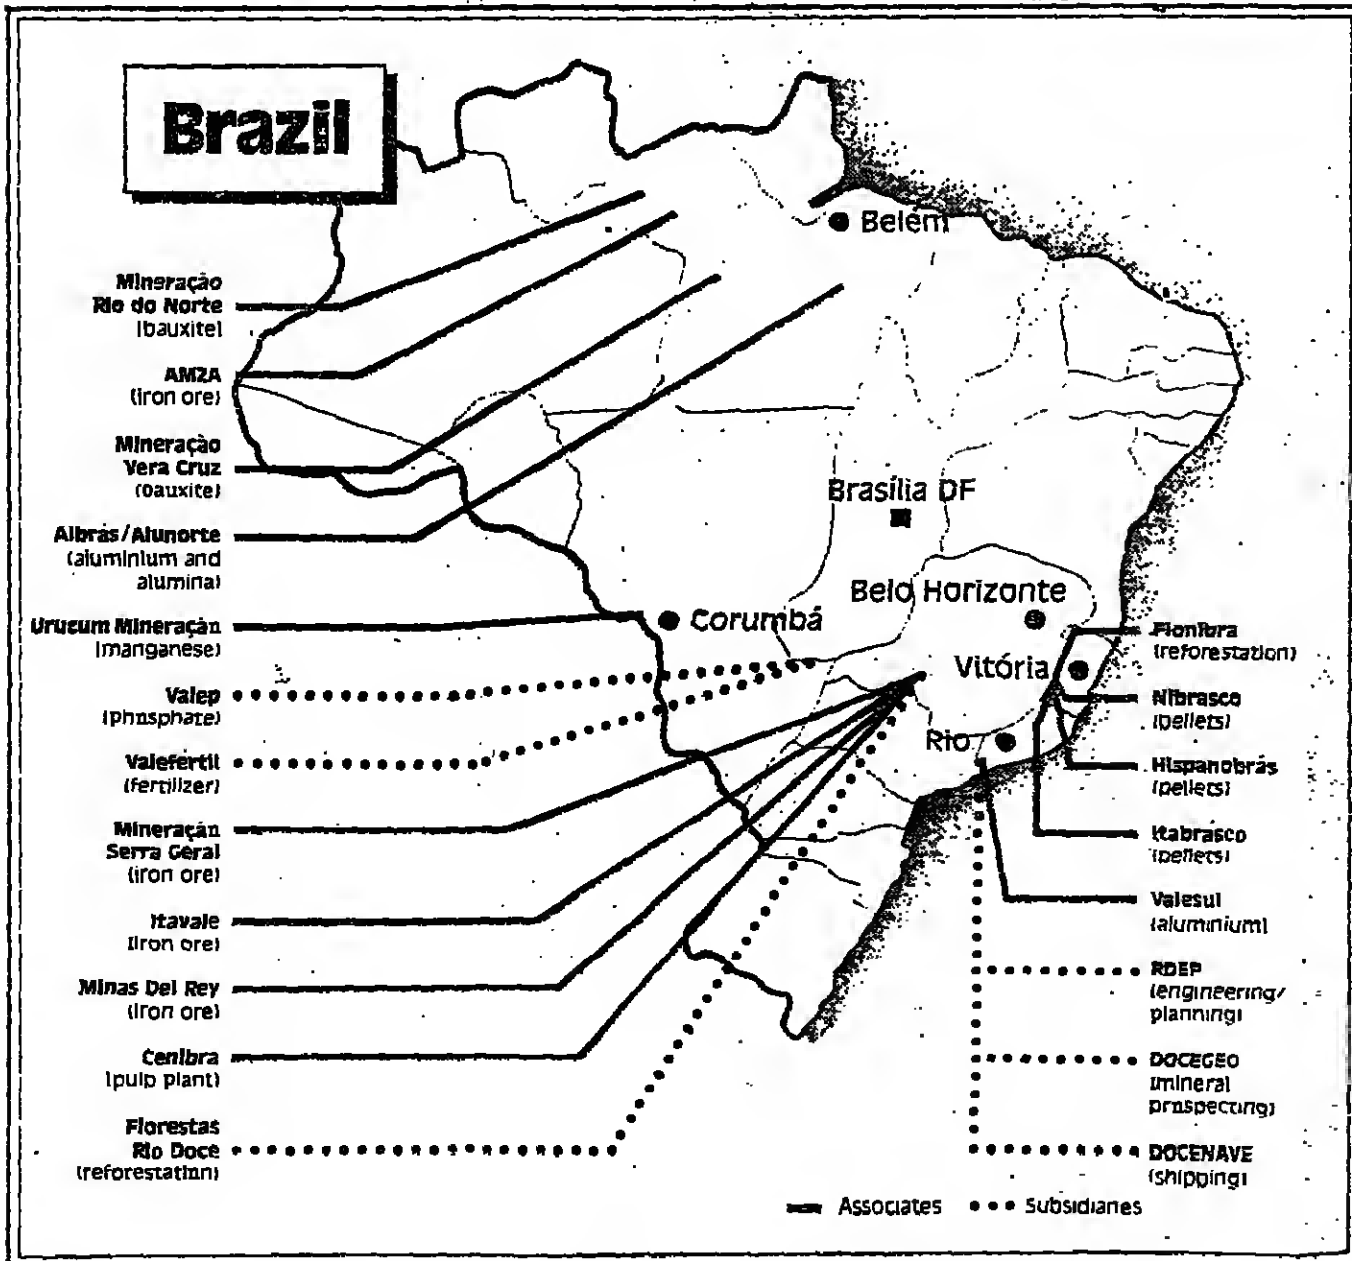 Brazil
Belém
Mineração
Rio do Norte
(bauxite)
AMZA
(iron ore)
Mineração
Vera Cruz
(bauxite)
Albrás/Alunorte
(aluminium and
alumina)
Urucum Mineração
(manganese)
Valep
(phosphate)
Valefertil
(fertilizer)
Mineração
Serra Geral
(iron ore)
Itavale
(iron ore)
Minas Del Rey
(iron ore)
Cenibra
(pulp plant)
Florestas
Rio Doce
(reforestation)
Brasília DF
Belo Horizonte
Corumbá
Vitória
Rio
Flonibra
(reforestation)
Nibrasco
(pellets)
Hispanobrás
(pellets)
Itabrasco
(pellets)
Valesul
(aluminium)
RDEP
(engineering/
planning)
DOCEGEO
(mineral
prospecting)
DOCENAVE
(shipping)
Associates
Subsidiaries